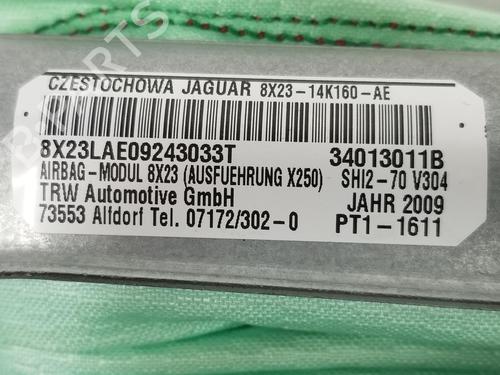 CZESTOCHOWA JAGUAR 8X23-14K160-AE
8X23LAE09243033T 34013011B
AIRBAG-MODUL 8X23 (AUSFUEHRUNG X250) SHI2-70 V304
TRW Automotive GmbH JAHR 2009
73553 Alfdorf Tel. 07172/302-0 PT1-1611